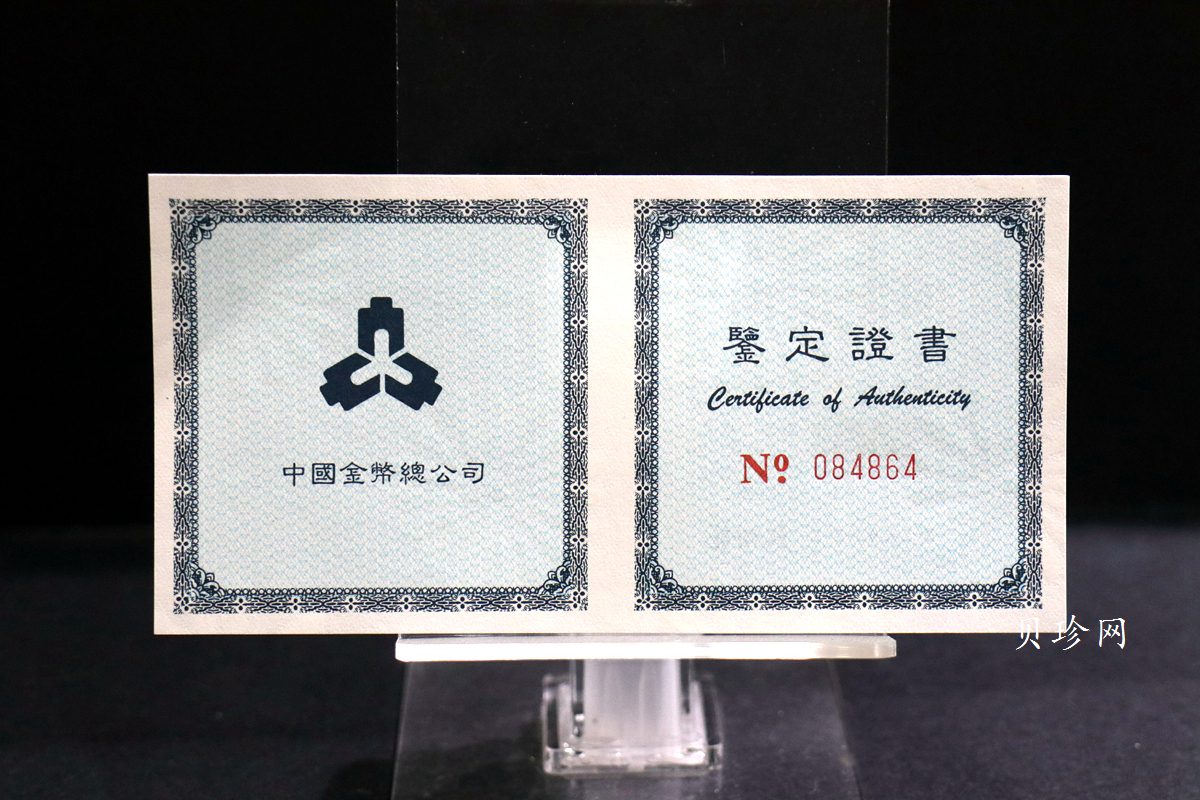 中國金幣總公司
鑒定證書
Certificate of Authenticity
Nº 084864
贝珍网